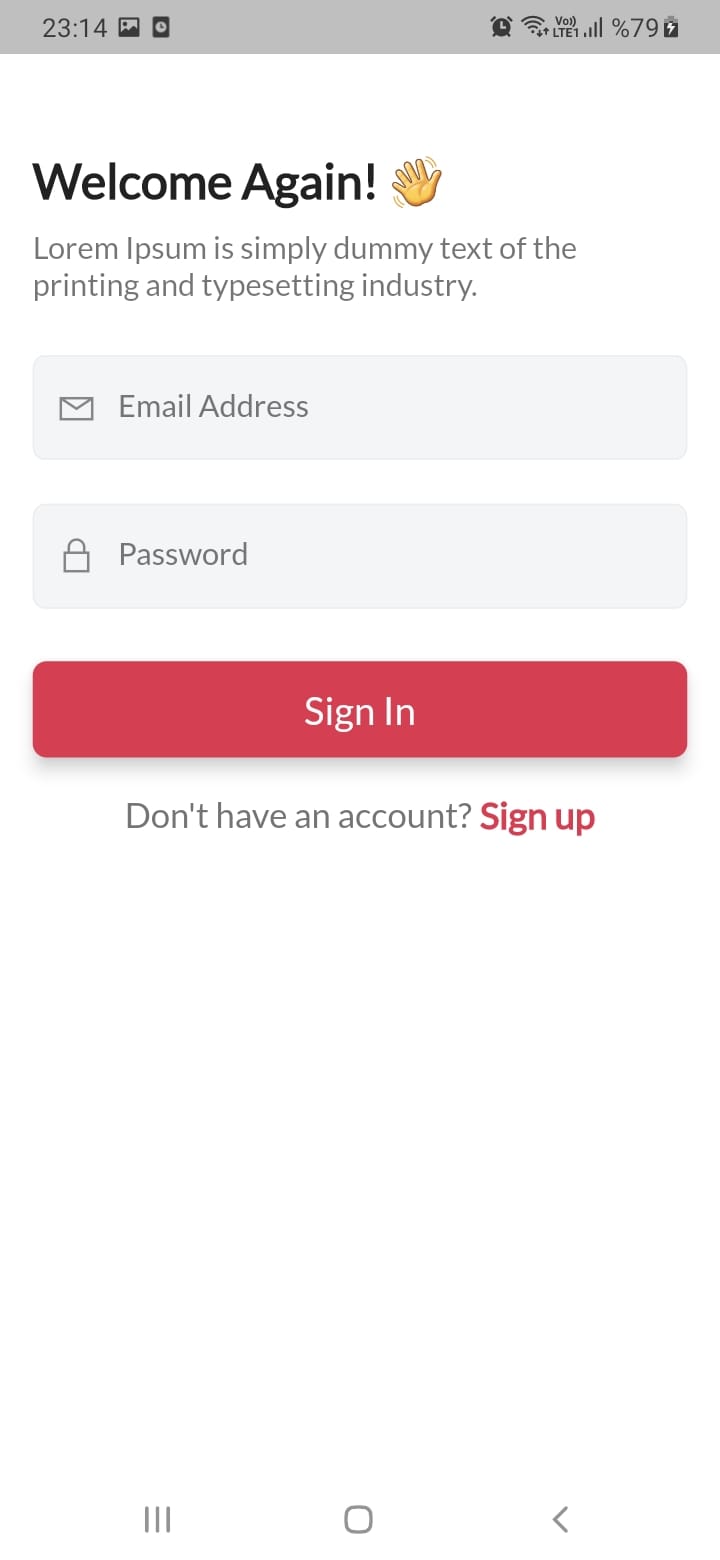 23:14 Vo)) LTE1 %79
Welcome Again! 👋
Lorem Ipsum is simply dummy text of the
printing and typesetting industry.
Email Address
Password
Sign In
Don't have an account? Sign up